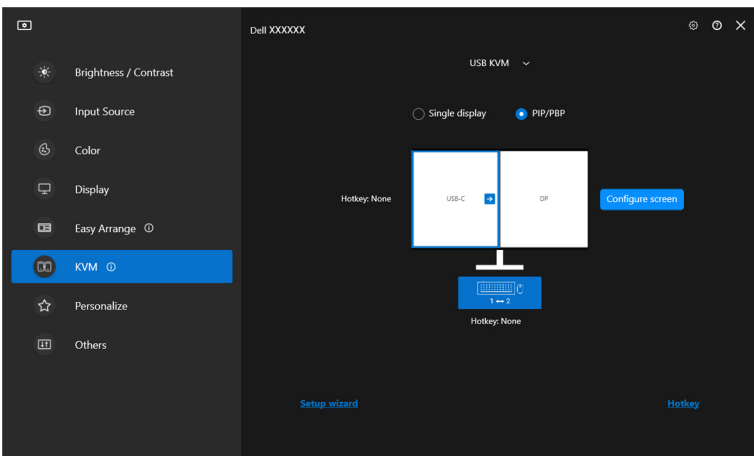 Dell XXXXXX
Brightness / Contrast
Input Source
Color
Display
Easy Arrange
KVM
Personalize
Others
USB KVM
Single display
PIP/PBP
Hotkey: None
USB-C
DP
Configure screen
1 ↔ 2
Hotkey: None
Setup wizard
Hotkey